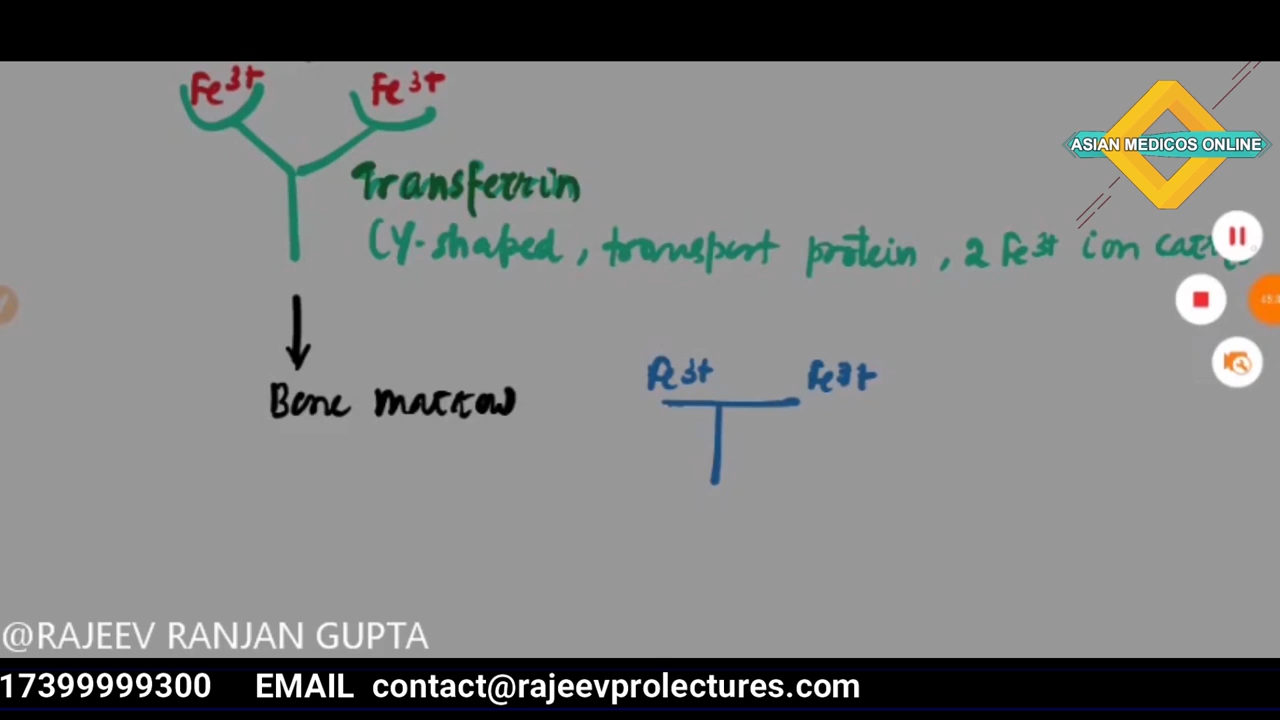 Fe³⁺ Fe³⁺
ASIAN MEDICOS ONLINE
Transferrin
(Y-shaped, transport protein, 2 Fe³⁺ ion
Fe³⁺ Fe³⁺
Bone marrow
@RAJEEV RANJAN GUPTA
17399999300 EMAIL contact@rajeevprolectures.com